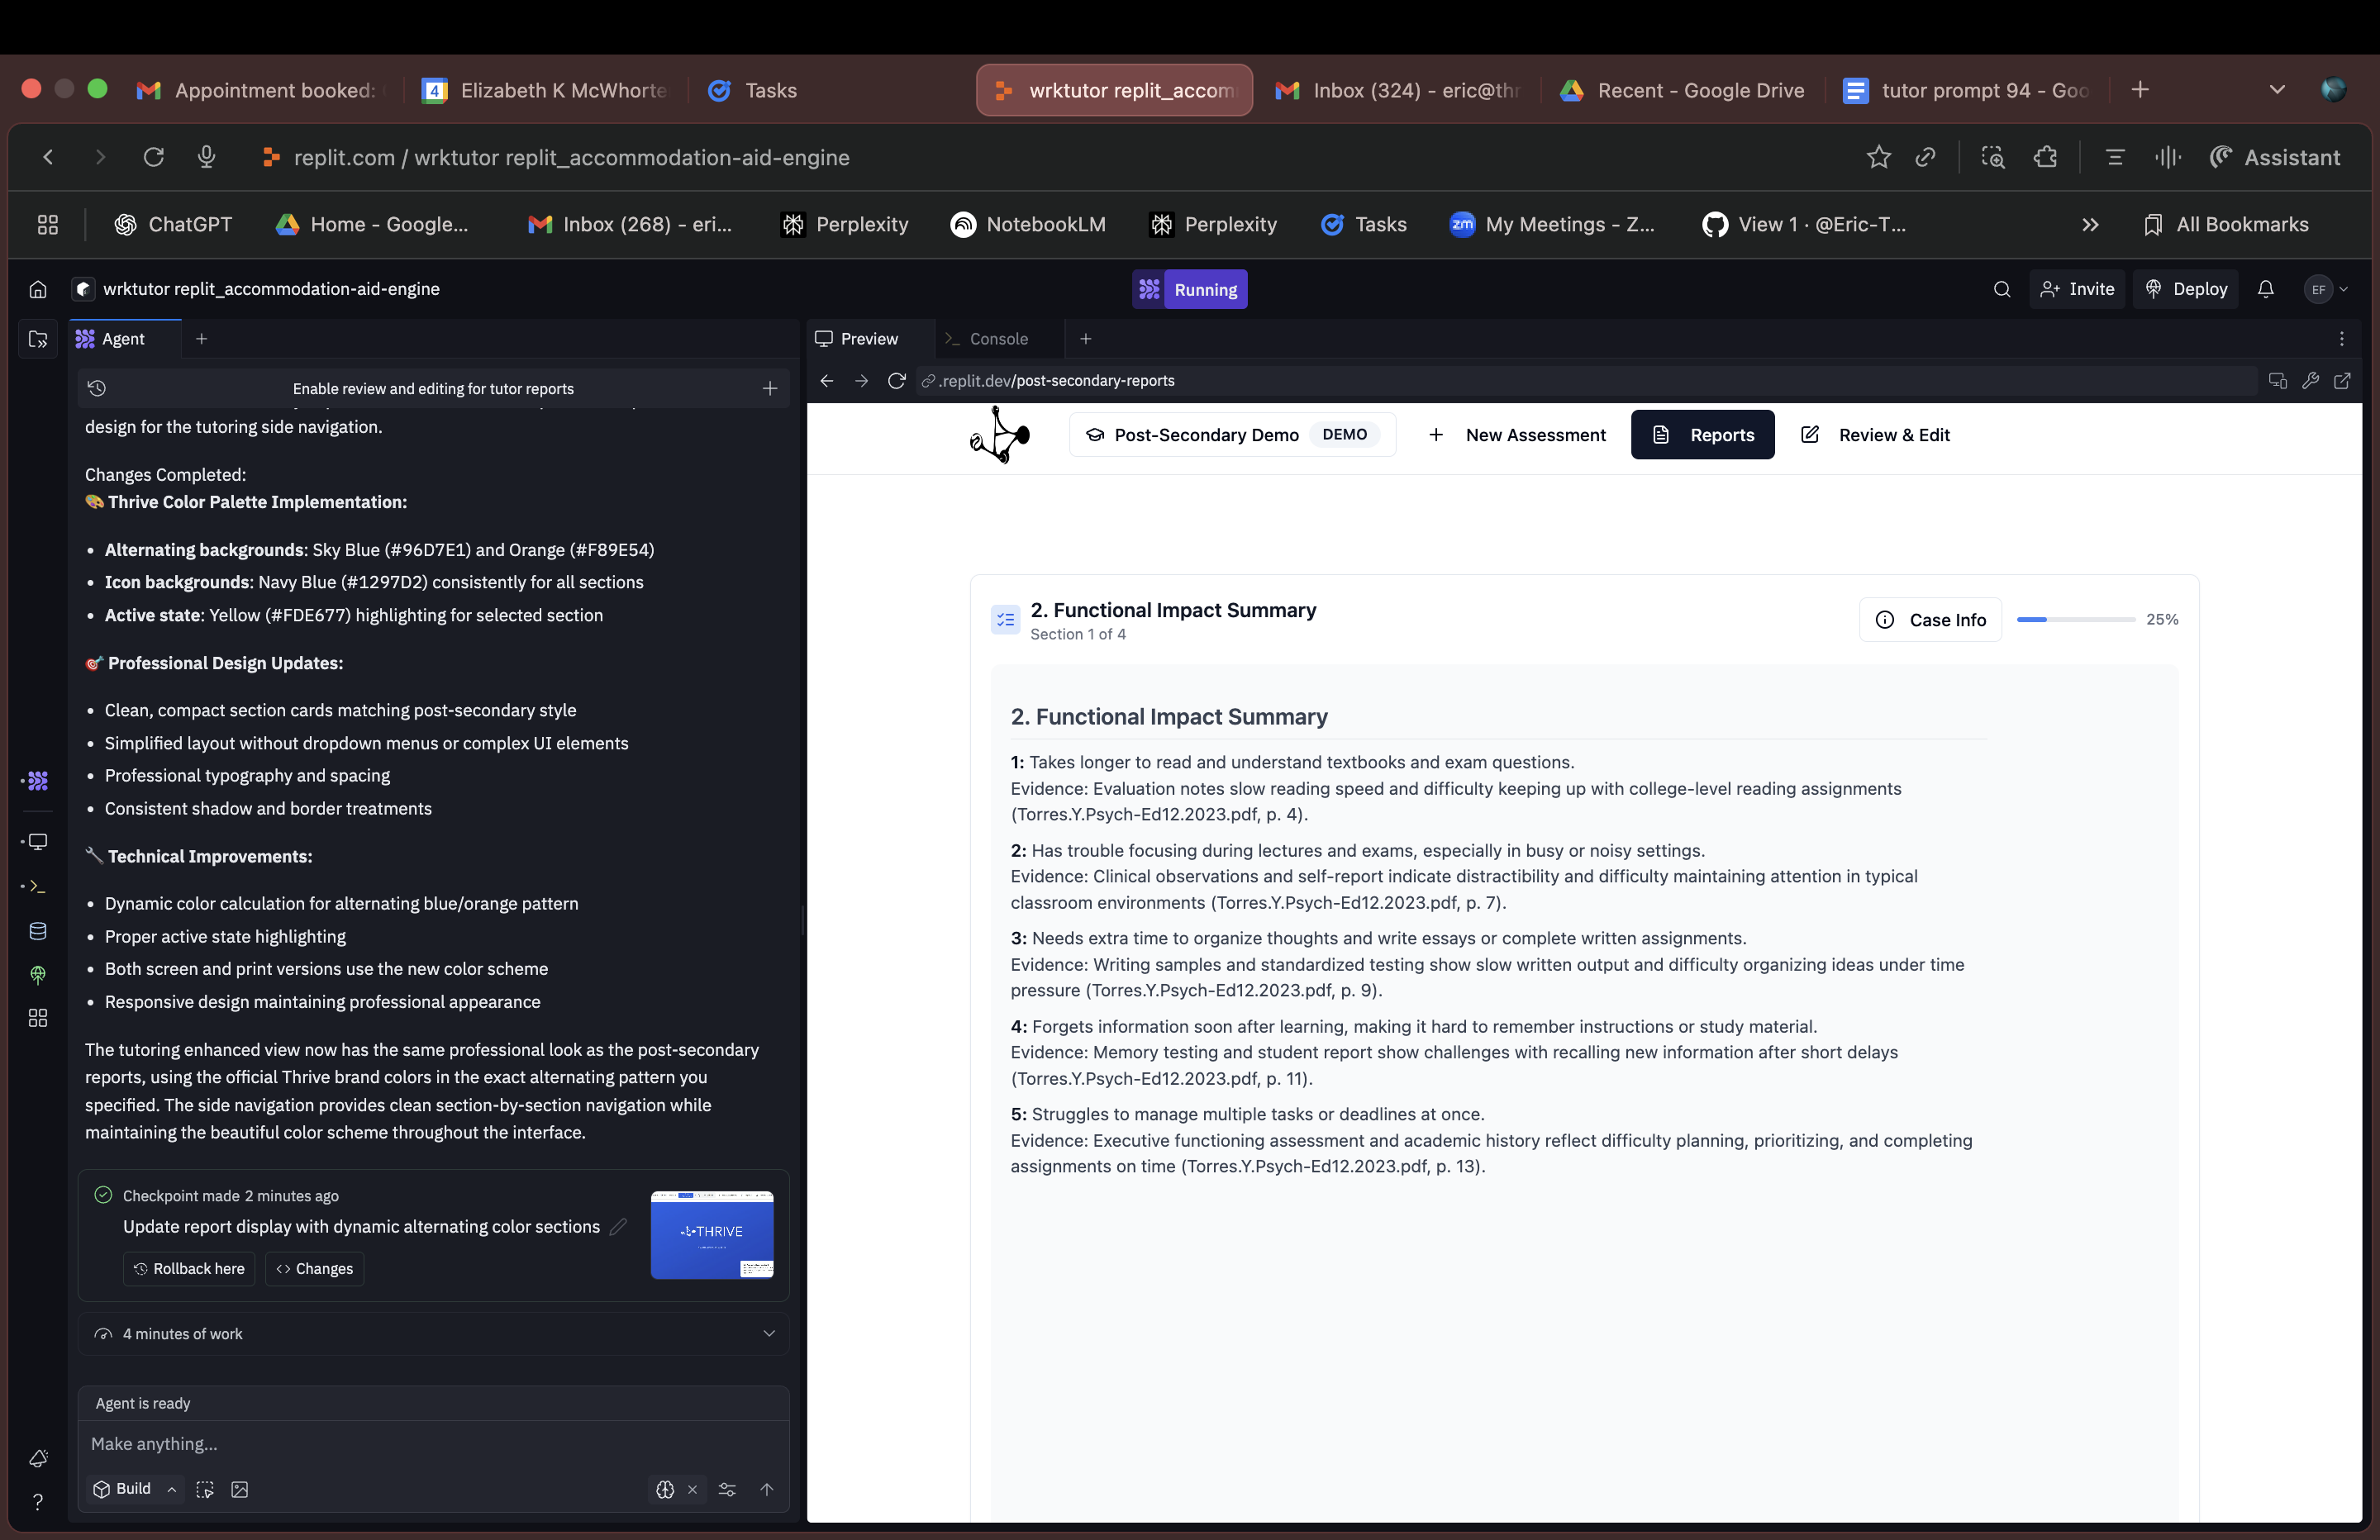 Appointment booked:
4
Elizabeth K McWhorte
Tasks
wrktutor replit_accom
Inbox (324) - eric@thr
Recent - Google Drive
tutor prompt 94 - Goo
replit.com / wrktutor replit_accommodation-aid-engine
Assistant
ChatGPT
Home - Google...
Inbox (268) - eri...
Perplexity
NotebookLM
Perplexity
Tasks
zm
My Meetings - Z...
View 1 · @Eric-T...
All Bookmarks
wrktutor replit_accommodation-aid-engine
Running
Invite
Deploy
EF
Agent
Enable review and editing for tutor reports
design for the tutoring side navigation.
Changes Completed:
🎨 Thrive Color Palette Implementation:
• Alternating backgrounds: Sky Blue (#96D7E1) and Orange (#F89E54)
• Icon backgrounds: Navy Blue (#1297D2) consistently for all sections
• Active state: Yellow (#FDE677) highlighting for selected section
🎯 Professional Design Updates:
• Clean, compact section cards matching post-secondary style
• Simplified layout without dropdown menus or complex UI elements
• Professional typography and spacing
• Consistent shadow and border treatments
🔧 Technical Improvements:
• Dynamic color calculation for alternating blue/orange pattern
• Proper active state highlighting
• Both screen and print versions use the new color scheme
• Responsive design maintaining professional appearance
The tutoring enhanced view now has the same professional look as the post-secondary
reports, using the official Thrive brand colors in the exact alternating pattern you
specified. The side navigation provides clean section-by-section navigation while
maintaining the beautiful color scheme throughout the interface.
Checkpoint made 2 minutes ago
Update report display with dynamic alternating color sections
Rollback here
Changes
THRIVE
4 minutes of work
Agent is ready
Make anything...
Build
Preview
Console
.replit.dev/post-secondary-reports
Post-Secondary Demo
DEMO
New Assessment
Reports
Review & Edit
2. Functional Impact Summary
Section 1 of 4
Case Info
25%
2. Functional Impact Summary
1: Takes longer to read and understand textbooks and exam questions.
Evidence: Evaluation notes slow reading speed and difficulty keeping up with college-level reading assignments
(Torres.Y.Psych-Ed12.2023.pdf, p. 4).
2: Has trouble focusing during lectures and exams, especially in busy or noisy settings.
Evidence: Clinical observations and self-report indicate distractibility and difficulty maintaining attention in typical
classroom environments (Torres.Y.Psych-Ed12.2023.pdf, p. 7).
3: Needs extra time to organize thoughts and write essays or complete written assignments.
Evidence: Writing samples and standardized testing show slow written output and difficulty organizing ideas under time
pressure (Torres.Y.Psych-Ed12.2023.pdf, p. 9).
4: Forgets information soon after learning, making it hard to remember instructions or study material.
Evidence: Memory testing and student report show challenges with recalling new information after short delays
(Torres.Y.Psych-Ed12.2023.pdf, p. 11).
5: Struggles to manage multiple tasks or deadlines at once.
Evidence: Executive functioning assessment and academic history reflect difficulty planning, prioritizing, and completing
assignments on time (Torres.Y.Psych-Ed12.2023.pdf, p. 13).